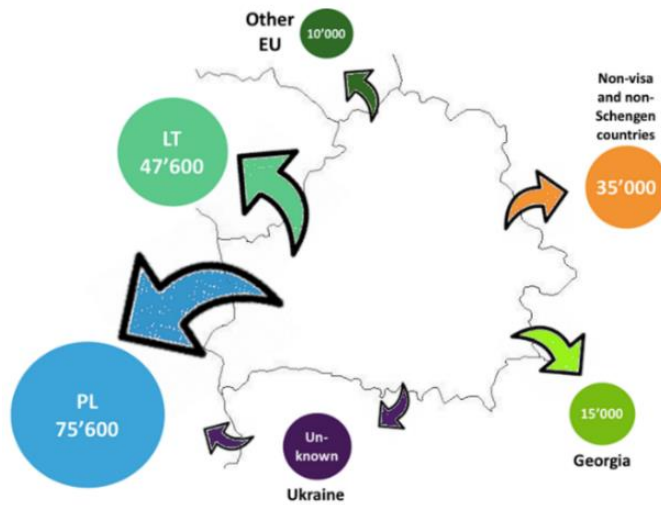 Other
EU
10’000
LT
47’600
Non-visa
and non-
Schengen
countries
35’000
PL
75’600
Un-
known
Ukraine
15’000
Georgia